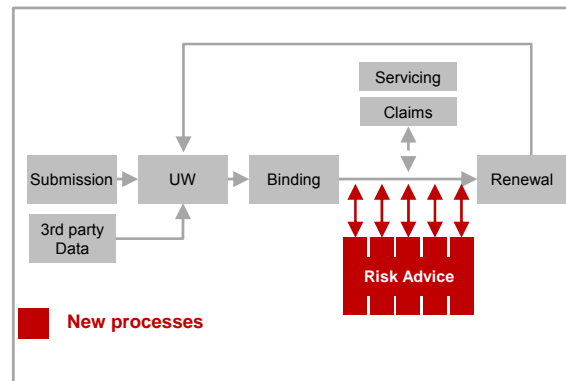 Servicing
Claims
Submission
UW
Binding
Renewal
3rd party
Data
Risk Advice
New processes